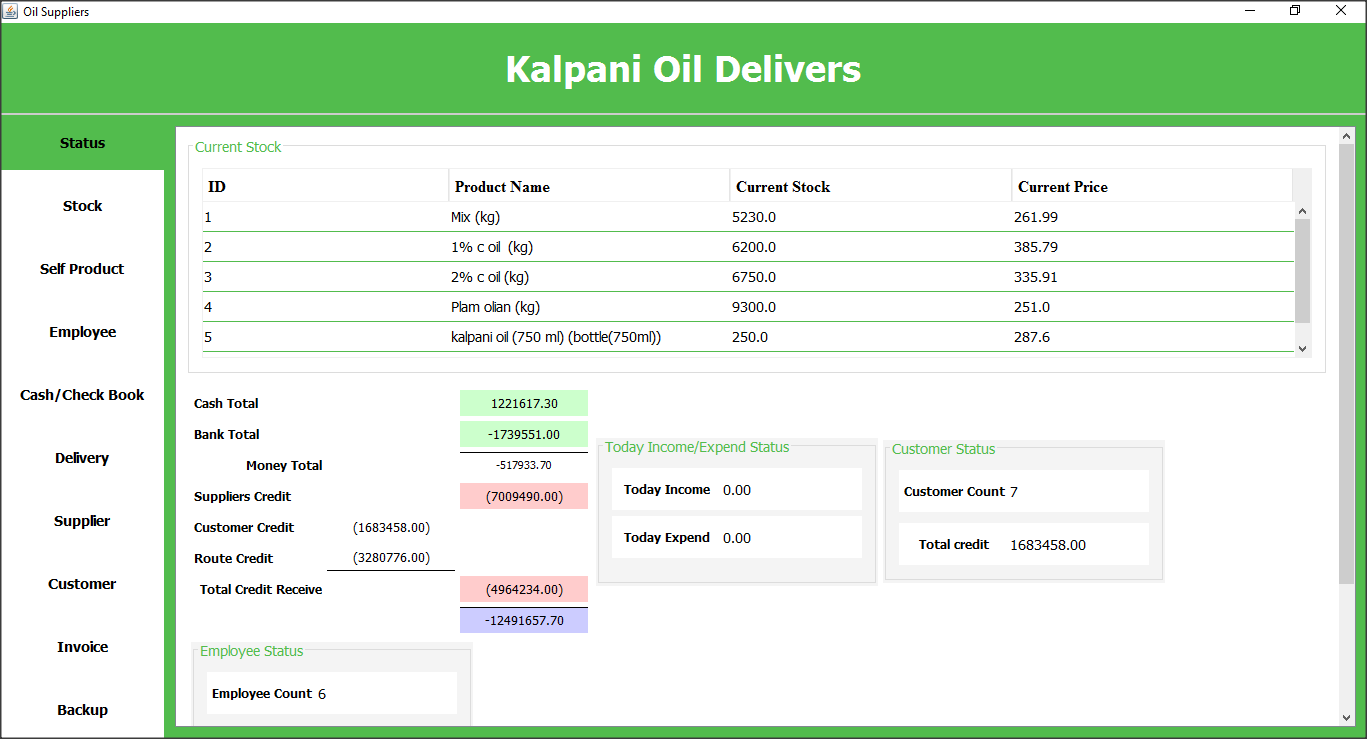 Oil Suppliers
Kalpani Oil Delivers
Status
Stock
Self Product
Employee
Cash/Check Book
Delivery
Supplier
Customer
Invoice
Backup
Current Stock
ID Product Name Current Stock Current Price
1 Mix (kg) 5230.0 261.99
2 1% c oil (kg) 6200.0 385.79
3 2% c oil (kg) 6750.0 335.91
4 Plam olian (kg) 9300.0 251.0
5 kalpani oil (750 ml) (bottle(750ml)) 250.0 287.6
Cash Total 1221617.30
Bank Total -1739551.00
Money Total -517933.70
Suppliers Credit (7009490.00)
Customer Credit (1683458.00)
Route Credit (3280776.00)
Total Credit Receive (4964234.00)
-12491657.70
Today Income/Expend Status
Today Income 0.00
Today Expend 0.00
Customer Status
Customer Count 7
Total credit 1683458.00
Employee Status
Employee Count 6